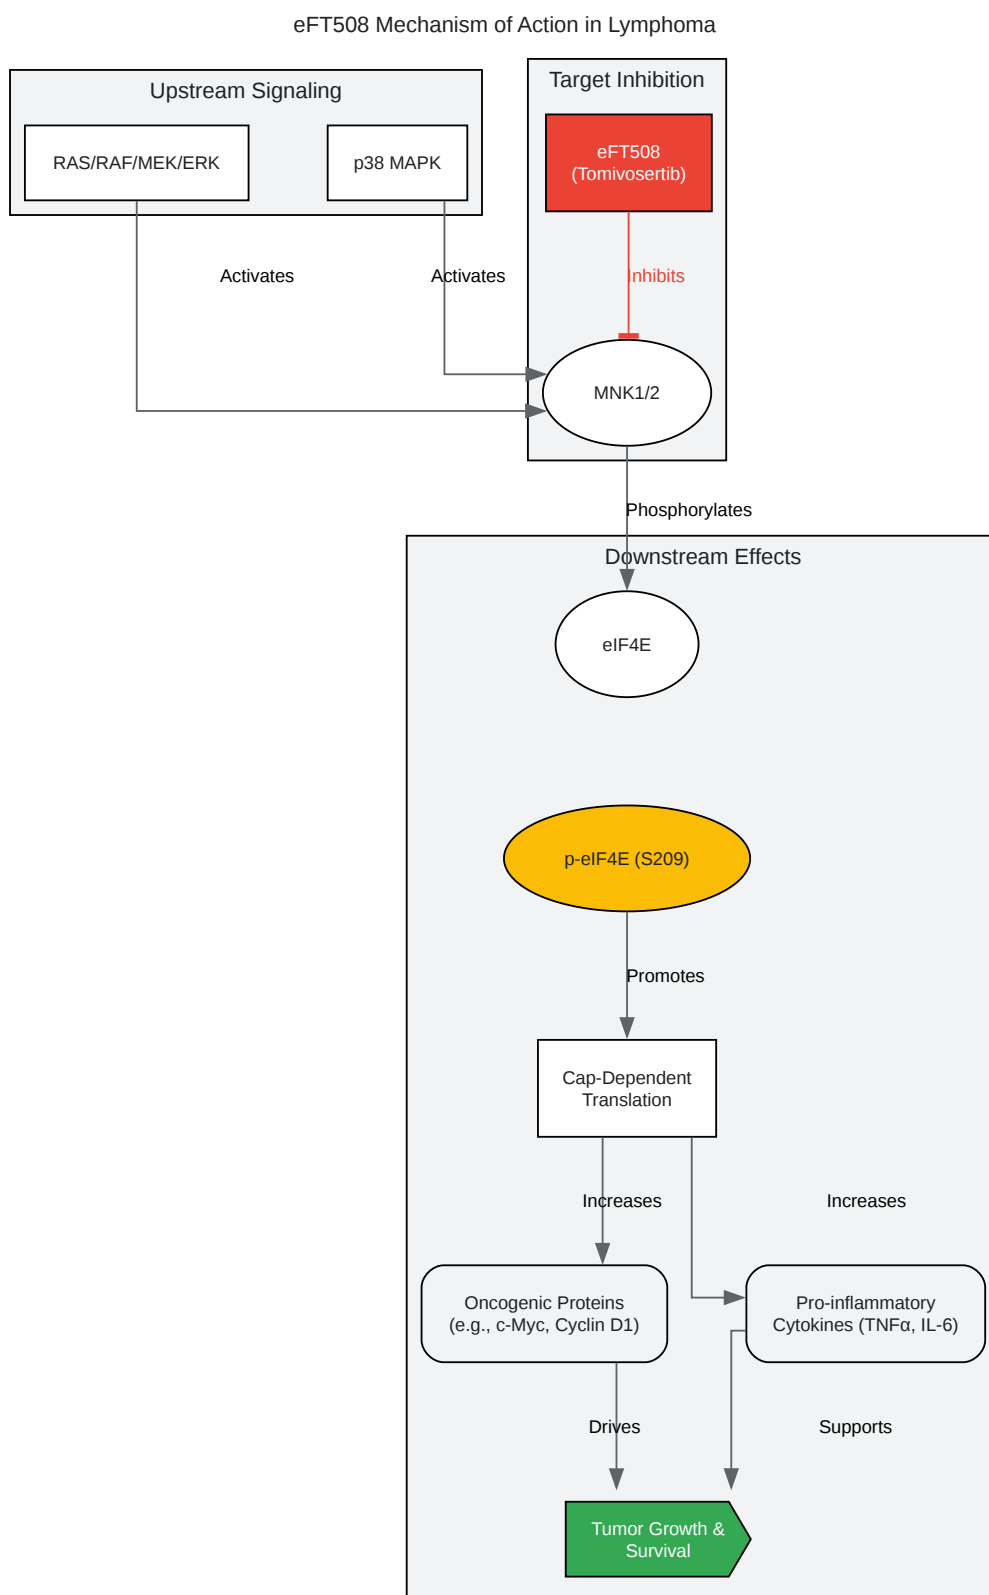 eFT508 Mechanism of Action in Lymphoma
Upstream Signaling
Target Inhibition
RAS/RAF/MEK/ERK
p38 MAPK
eFT508
(Tomivosertib)
Activates
Activates
Inhibits
MNK1/2
Phosphorylates
Downstream Effects
eIF4E
p-eIF4E (S209)
Promotes
Cap-Dependent
Translation
Increases
Increases
Oncogenic Proteins
(e.g., c-Myc, Cyclin D1)
Pro-inflammatory
Cytokines (TNFα, IL-6)
Drives
Supports
Tumor Growth &
Survival